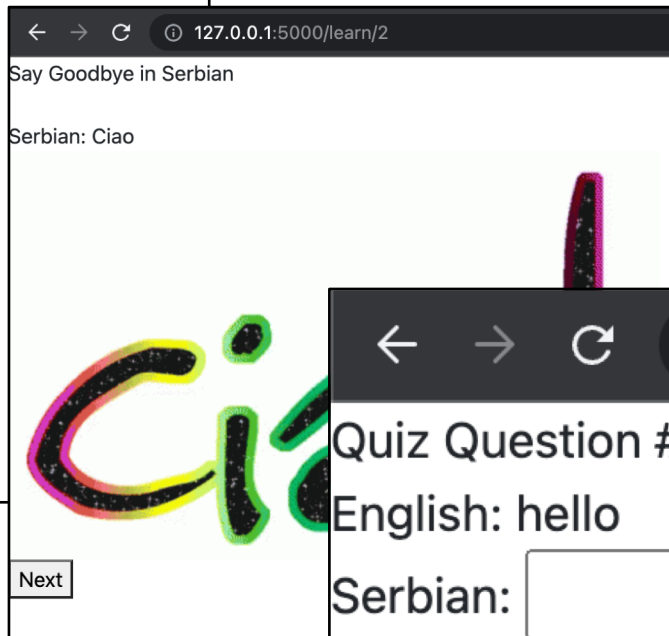 127.0.0.1:5000/learn/2
Say Goodbye in Serbian
Serbian: Ciao
Next
Quiz Question #
English: hello
Serbian: